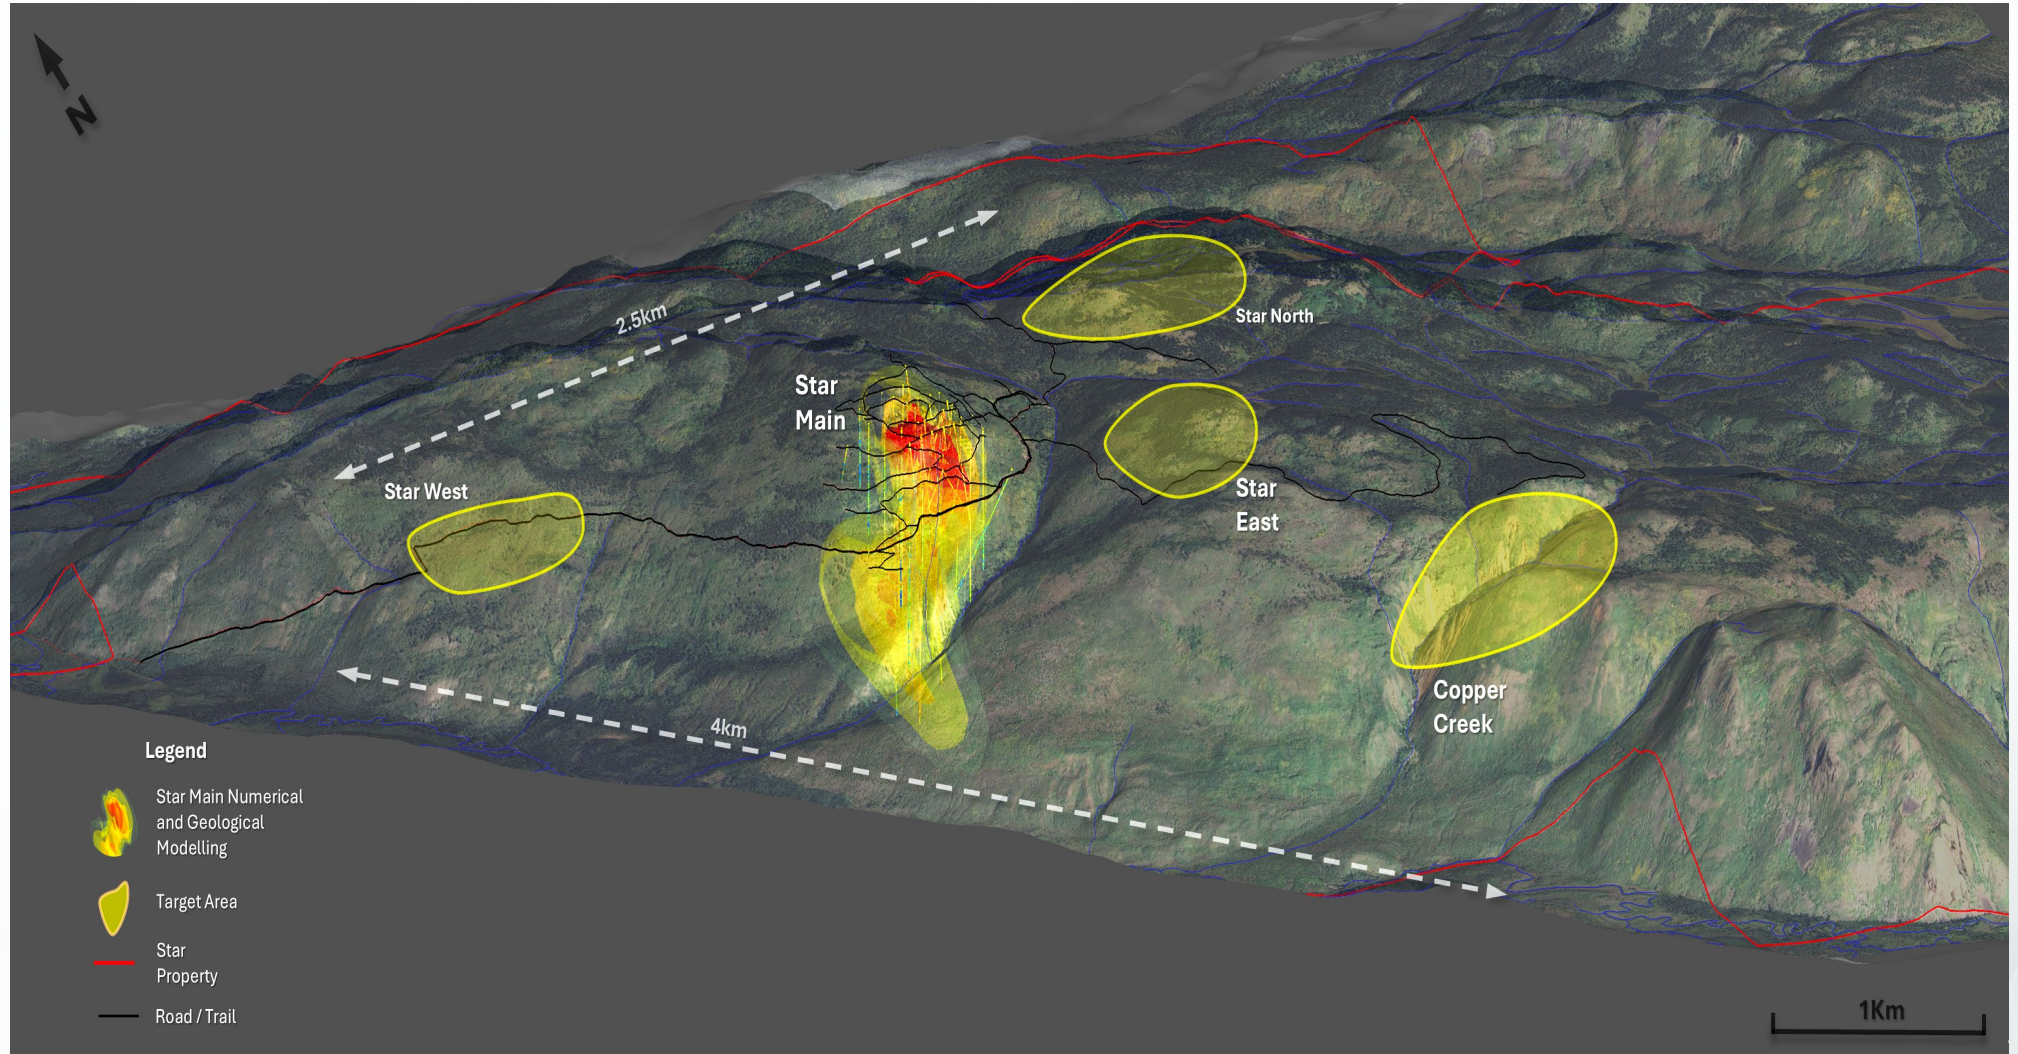 N
2.5km
Star North
Star
Main
Star West
Star
East
Copper
Creek
4km
Legend
Star Main Numerical
and Geological
Modelling
Target Area
Star
Property
Road / Trail
1Km